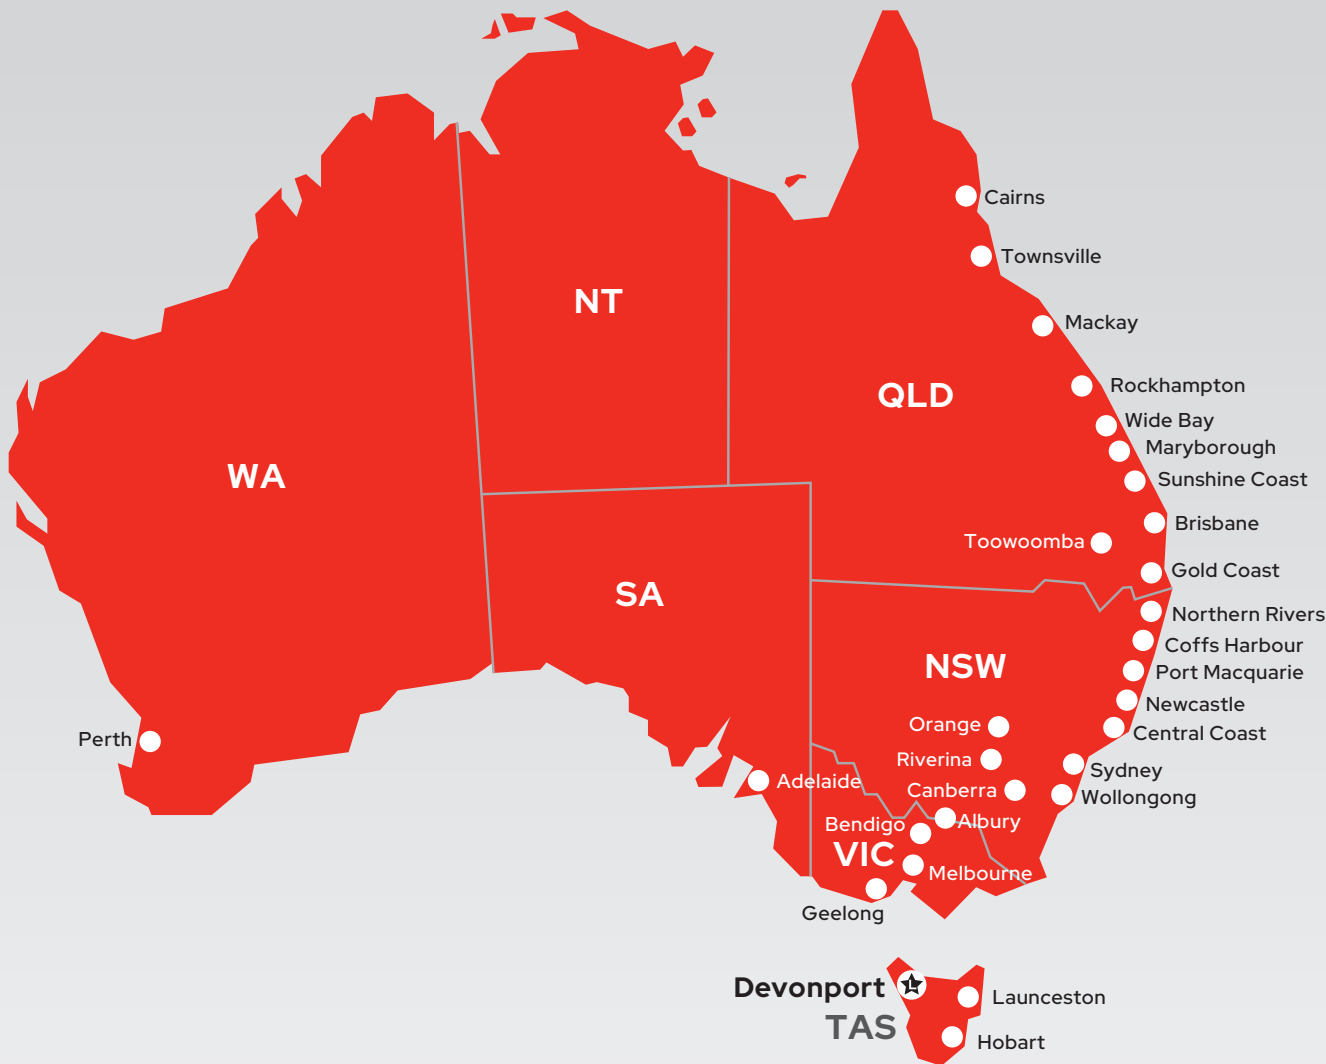 Cairns
Townsville
NT
Mackay
Rockhampton
QLD
Wide Bay
Maryborough
WA
Sunshine Coast
Brisbane
Toowoomba
Gold Coast
SA
Northern Rivers
Coffs Harbour
NSW
Port Macquarie
Newcastle
Orange
Central Coast
Perth
Riverina
Sydney
Adelaide
Canberra
Wollongong
Albury
Bendigo
VIC
Melbourne
Geelong
Devonport
L
Launceston
TAS
Hobart